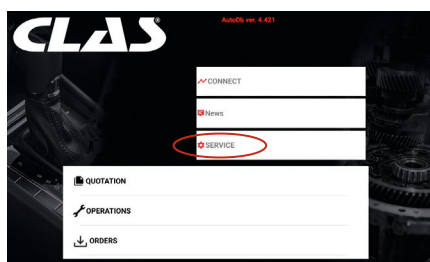 CLAS
AutoDb ver. 4.421
CONNECT
News
SERVICE
QUOTATION
OPERATIONS
ORDERS